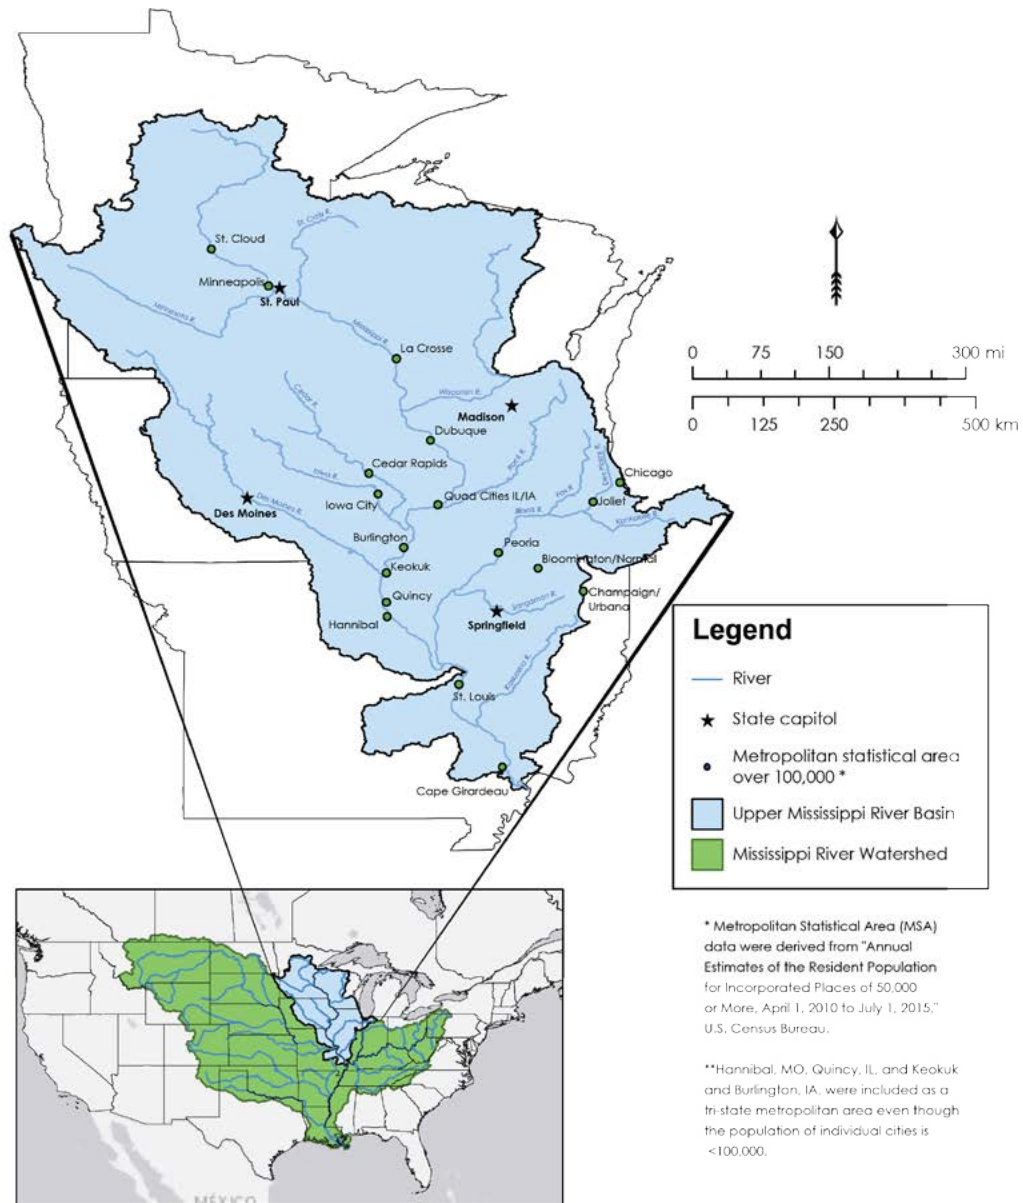 St. Croix R.
St. Cloud
Minneapolis
St. Paul
Minnesota R.
Mississippi R.
La Crosse
Wisconsin R.
Madison
Cedar R.
Dubuque
Rock R.
Cedar Rapids
Iowa R.
Iowa City
Quad Cities IL/IA
Des Moines R.
Des Moines
Fox R.
Des Plaines R.
Chicago
Joliet
Illinois R.
Kankakee R.
Burlington
Peoria
Bloomington/Normal
Keokuk
Champaign/
Urbana
Quincy
Sangamon R.
Hannibal
Springfield
Kaskaskia R.
St. Louis
Cape Girardeau
0 75 150 300 mi
0 125 250 500 km
Legend
River
State capitol
Metropolitan statistical area
over 100,000 *
Upper Mississippi River Basin
Mississippi River Watershed
* Metropolitan Statistical Area (MSA)
data were derived from "Annual
Estimates of the Resident Population
for Incorporated Places of 50,000
or More, April 1, 2010 to July 1, 2015,"
U.S. Census Bureau.
**Hannibal, MO, Quincy, IL, and Keokuk
and Burlington, IA, were included as a
tri-state metropolitan area even though
the population of individual cities is
<100,000.
MÉXICO